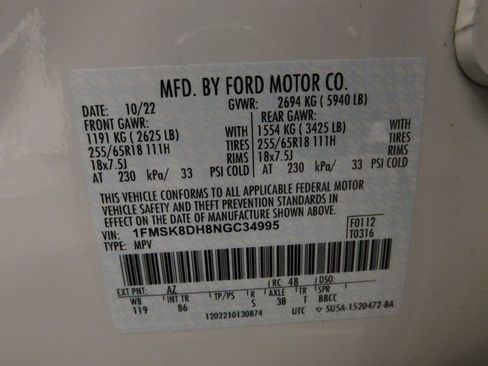 MFD. BY FORD MOTOR CO.
DATE: 10/22 GVWR: 2694 KG ( 5940 LB)
FRONT GAWR: REAR GAWR:
1191 KG ( 2625 LB) WITH 1554 KG ( 3425 LB) WITH
255/65R18 111H TIRES 255/65R18 111H TIRES
18x7.5J RIMS 18x7.5J RIMS
AT 230 kPa/ 33 PSI COLD AT 230 kPa/ 33 PSI COLD
THIS VEHICLE CONFORMS TO ALL APPLICABLE FEDERAL MOTOR
VEHICLE SAFETY AND THEFT PREVENTION STANDARDS IN EFFECT
ON THE DATE OF MANUFACTURE SHOWN ABOVE.
VIN: 1FMSK8DH8NGC34995 F0112
TYPE: MPV T0316
EXT PNT: AZ RC: 48 DSO:
WB INT TR TP/PS R AXLE TR SPR
119 86 S 3B T BBCC
1202210130874 UTC 5U5A-1520472-BA